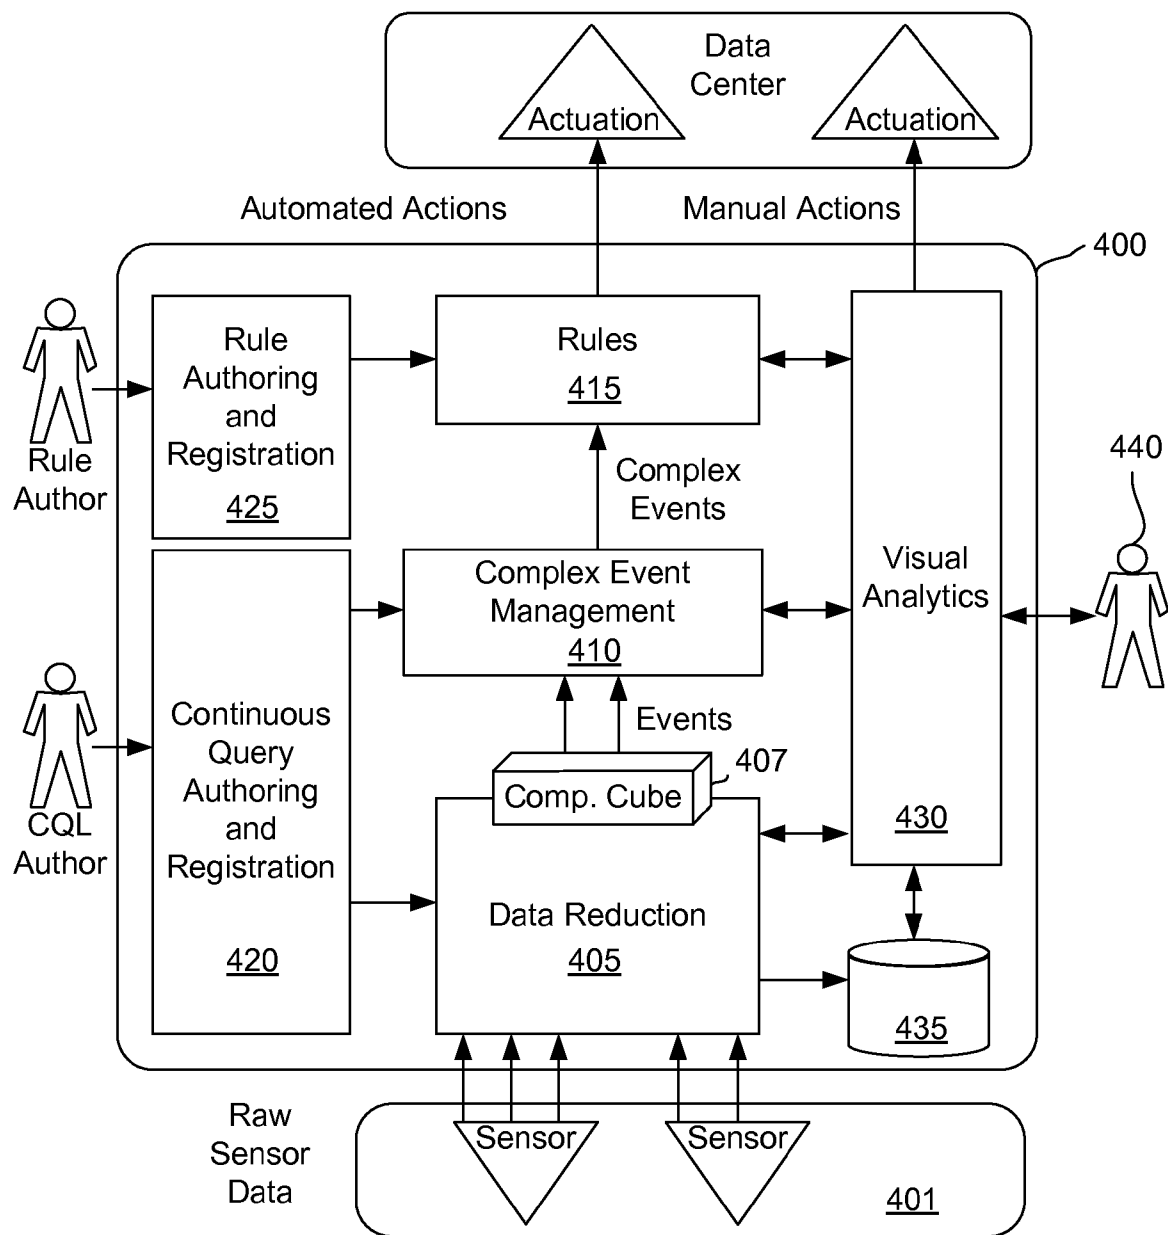 Data
Center
Actuation
Actuation
Automated Actions
Manual Actions
400
Rule
Authoring
and
Registration
425
Rules
415
Rule
Author
Complex
Events
440
Visual
Analytics
430
Complex Event
Management
410
Events
407
Comp. Cube
Continuous
Query
Authoring
and
Registration
420
CQL
Author
Data Reduction
405
435
Raw
Sensor
Data
Sensor
Sensor
401